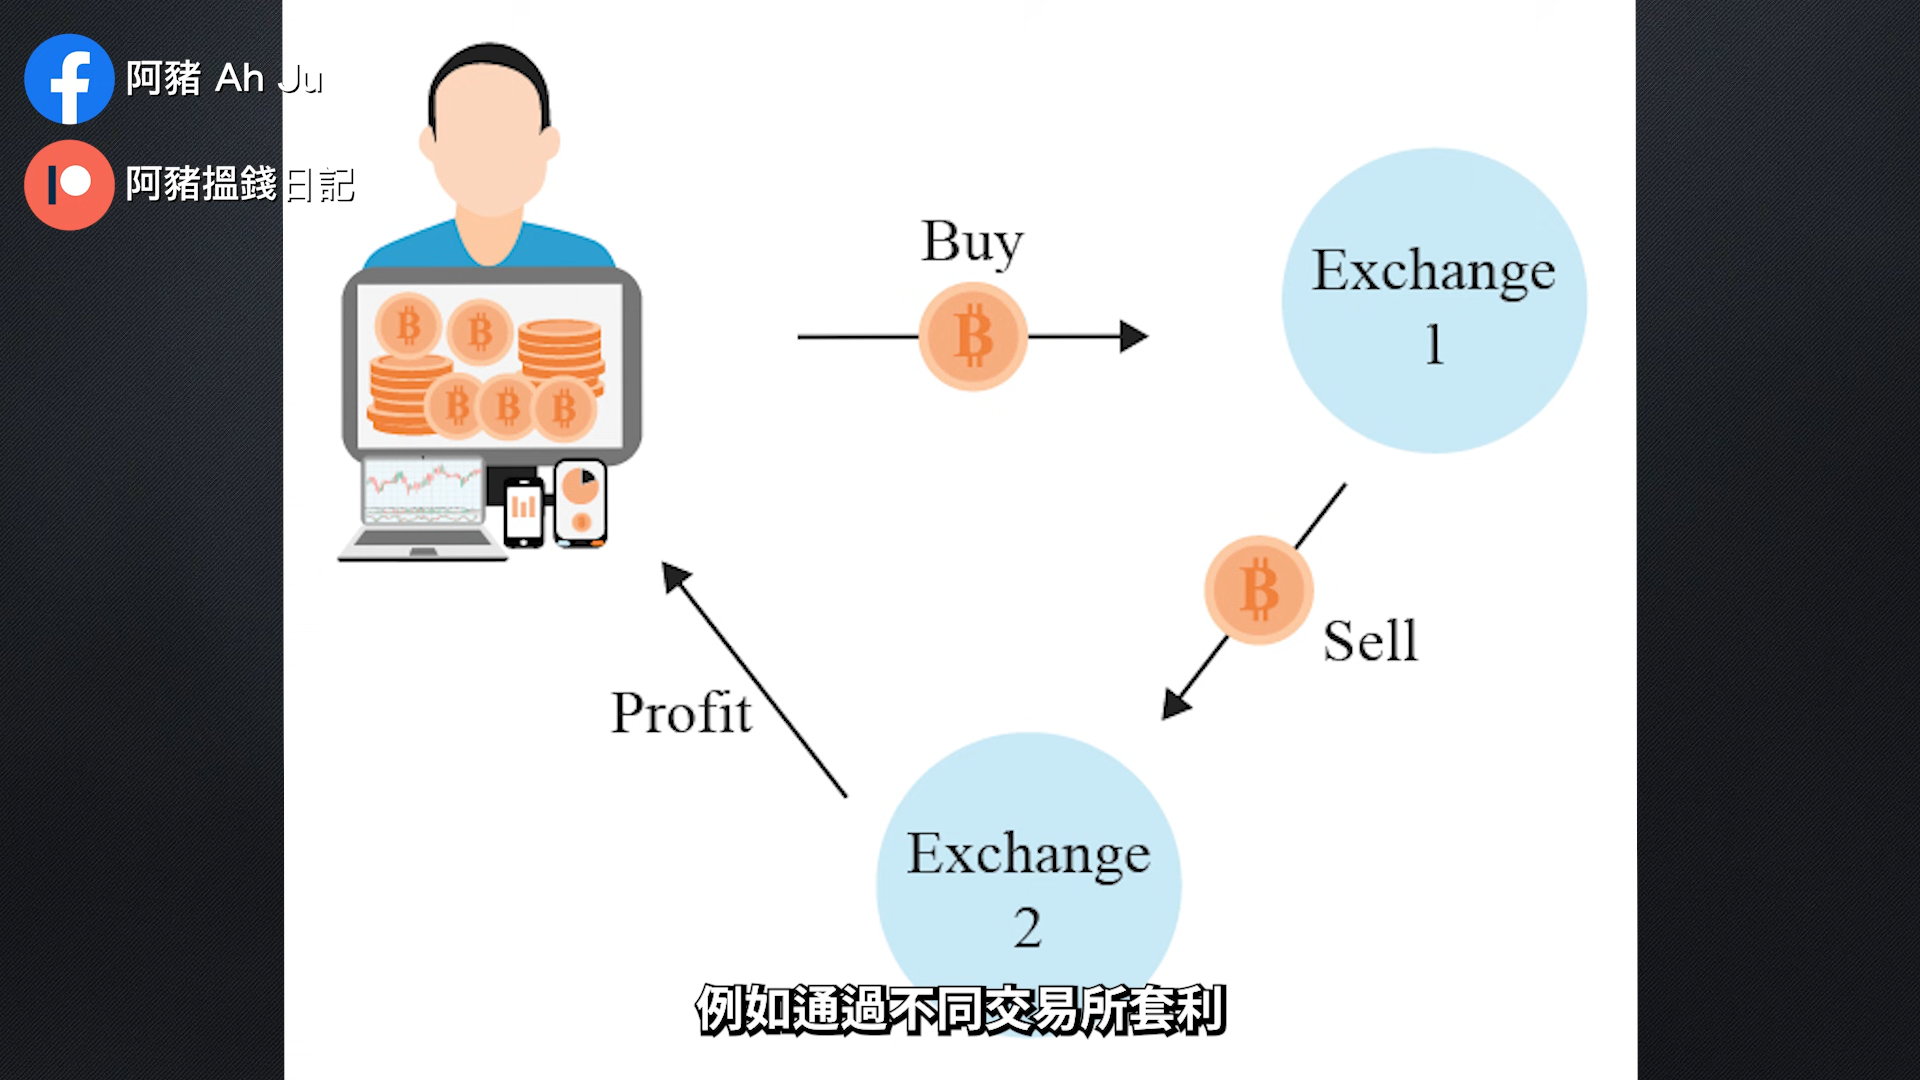 阿豬 Ah Ju
阿豬搵錢日記
Buy
Exchange
1
Sell
Profit
Exchange
2
例如通過不同交易所套利